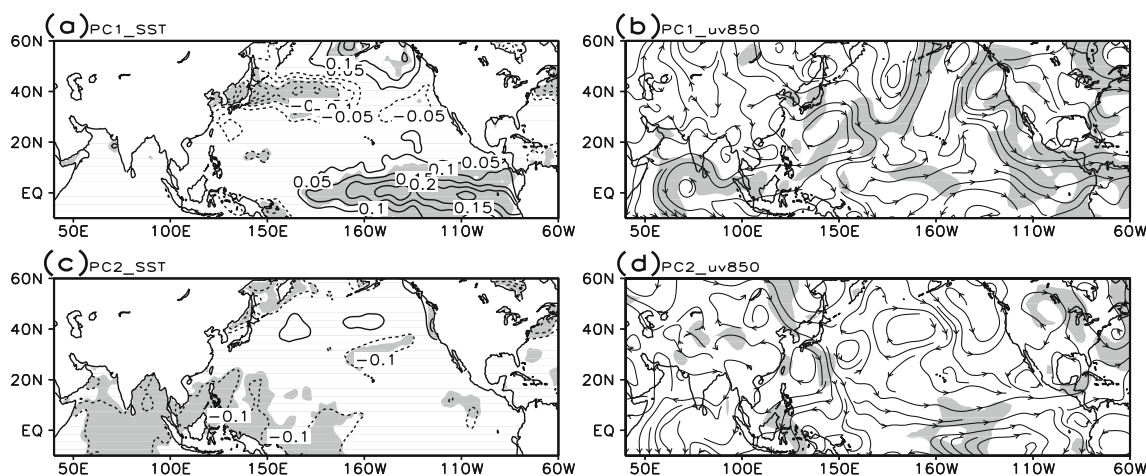 (a) PC1_SST
(b) PC1_uv850
60N
40N
20N
EQ
0.1
0.05
-0.05
-0.05
0.05
0.05
0.1
0.2
-0.1
0.15
50E 100E 150E 160W 110W 60W
60N
40N
20N
EQ
50E 100E 150E 160W 110W 60W
(c) PC2_SST
(d) PC2_uv850
60N
40N
20N
EQ
-0.1
-0.1
-0.1
50E 100E 150E 160W 110W 60W
60N
40N
20N
EQ
50E 100E 150E 160W 110W 60W